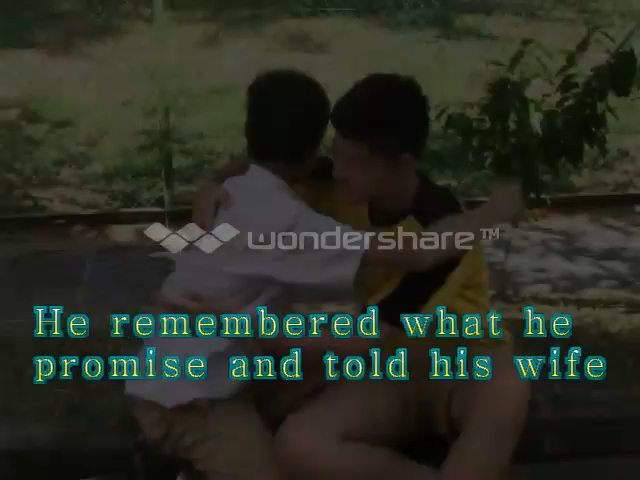 wondershare™
He remembered what he
promise and told his wife